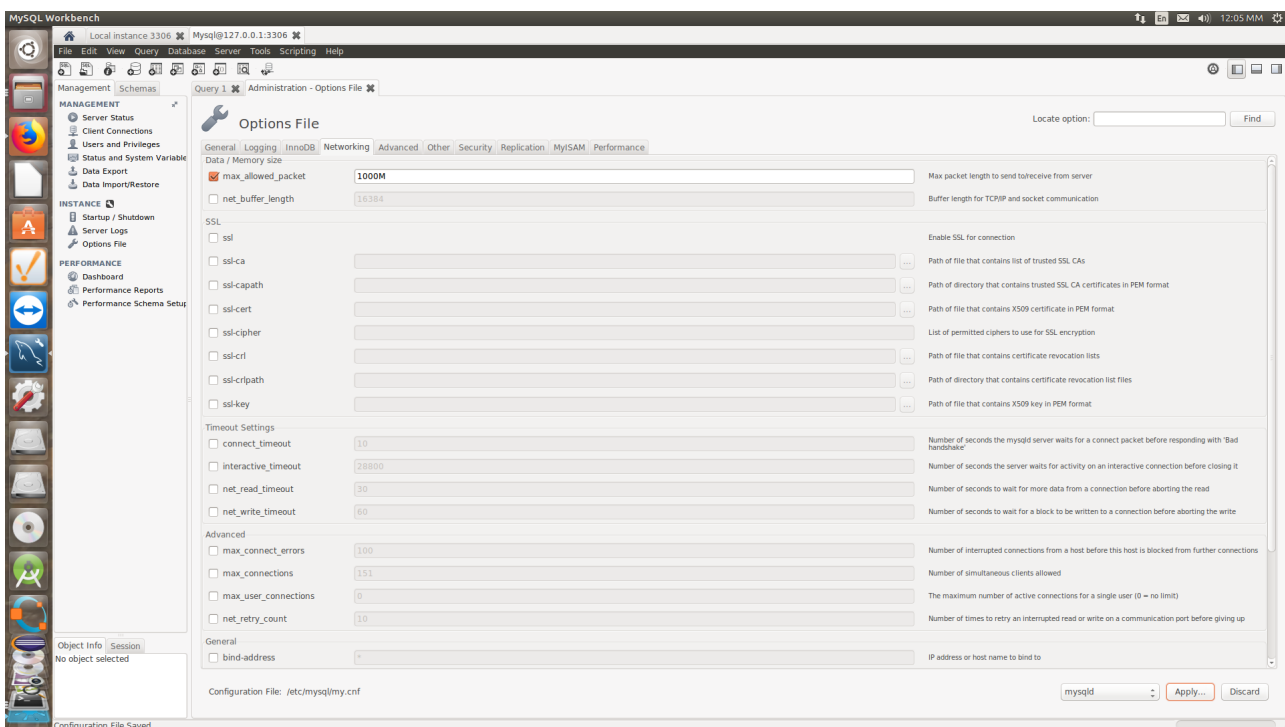 MySQL Workbench
En
12:05 MM
Local instance 3306
Mysql@127.0.0.1:3306
File Edit View Query Database Server Tools Scripting Help
Management Schemas
Query 1
Administration - Options File
MANAGEMENT
Server Status
Client Connections
Users and Privileges
Status and System Variable
Data Export
Data Import/Restore
INSTANCE
Startup / Shutdown
Server Logs
Options File
PERFORMANCE
Dashboard
Performance Reports
Performance Schema Setup
Object Info Session
No object selected
Options File
Locate option:
Find
General Logging InnoDB Networking Advanced Other Security Replication MyISAM Performance
Data / Memory size
max_allowed_packet 1000M Max packet length to send to/receive from server
net_buffer_length 16384 Buffer length for TCP/IP and socket communication
SSL
ssl Enable SSL for connection
ssl-ca ... Path of file that contains list of trusted SSL CAs
ssl-capath ... Path of directory that contains trusted SSL CA certificates in PEM format
ssl-cert ... Path of file that contains X509 certificate in PEM format
ssl-cipher List of permitted ciphers to use for SSL encryption
ssl-crl ... Path of file that contains certificate revocation lists
ssl-crlpath ... Path of directory that contains certificate revocation list files
ssl-key ... Path of file that contains X509 key in PEM format
Timeout Settings
connect_timeout 10 Number of seconds the mysqld server waits for a connect packet before responding with 'Bad
handshake'
interactive_timeout 28800 Number of seconds the server waits for activity on an interactive connection before closing it
net_read_timeout 30 Number of seconds to wait for more data from a connection before aborting the read
net_write_timeout 60 Number of seconds to wait for a block to be written to a connection before aborting the write
Advanced
max_connect_errors 100 Number of interrupted connections from a host before this host is blocked from further connections
max_connections 151 Number of simultaneous clients allowed
max_user_connections 0 The maximum number of active connections for a single user (0 = no limit)
net_retry_count 10 Number of times to retry an interrupted read or write on a communication port before giving up
General
bind-address * IP address or host name to bind to
Configuration File: /etc/mysql/my.cnf
mysqld
Apply...
Discard
Configuration File Saved